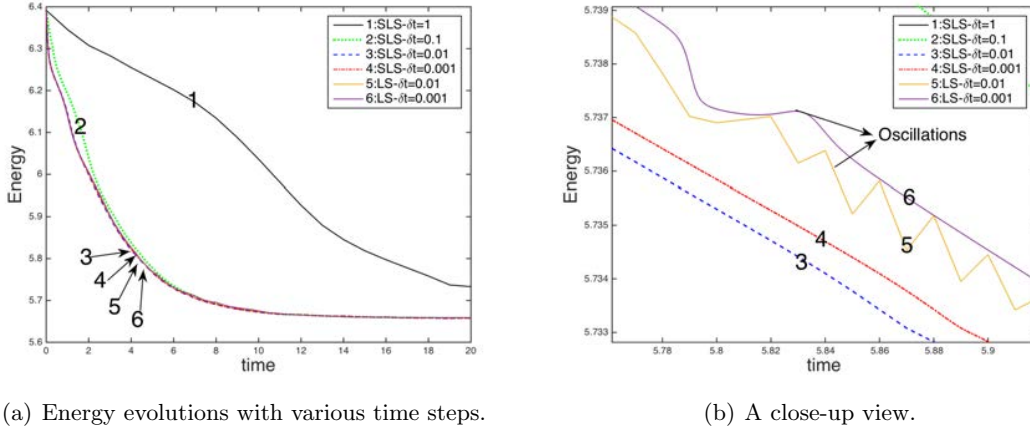 6.4
6.3
6.2
6.1
6
5.9
5.8
5.7
5.6
Energy
0 2 4 6 8 10 12 14 16 18 20
time
1:SLS-δt=1
2:SLS-δt=0.1
3:SLS-δt=0.01
4:SLS-δt=0.001
5:LS-δt=0.01
6:LS-δt=0.001
1
2
3
4
5
6
(a) Energy evolutions with various time steps.
5.739
5.738
5.737
5.736
5.735
5.734
5.733
Energy
5.78 5.8 5.82 5.84 5.86 5.88 5.9
time
1:SLS-δt=1
2:SLS-δt=0.1
3:SLS-δt=0.01
4:SLS-δt=0.001
5:LS-δt=0.01
6:LS-δt=0.001
Oscillations
6
4
5
3
(b) A close-up view.